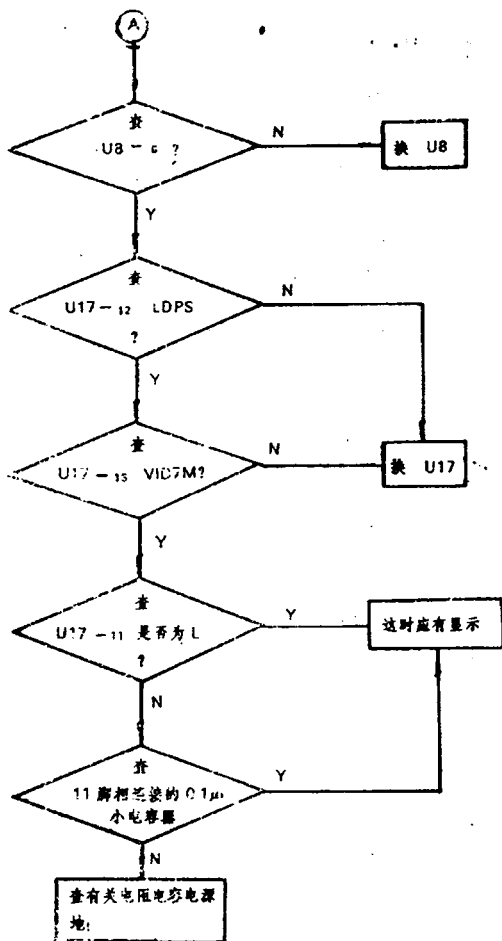 A
查
U8-6 ?
N
换 U8
Y
查
U17-12 LDPS
?
N
Y
查
U17-13 VID7M?
N
换 U17
Y
查
U17-11 是否为 L
?
Y
这时应有显示
N
查
11 脚相连接的 0.1μ
小电容器
Y
N
查有关电阻电容电源
地!